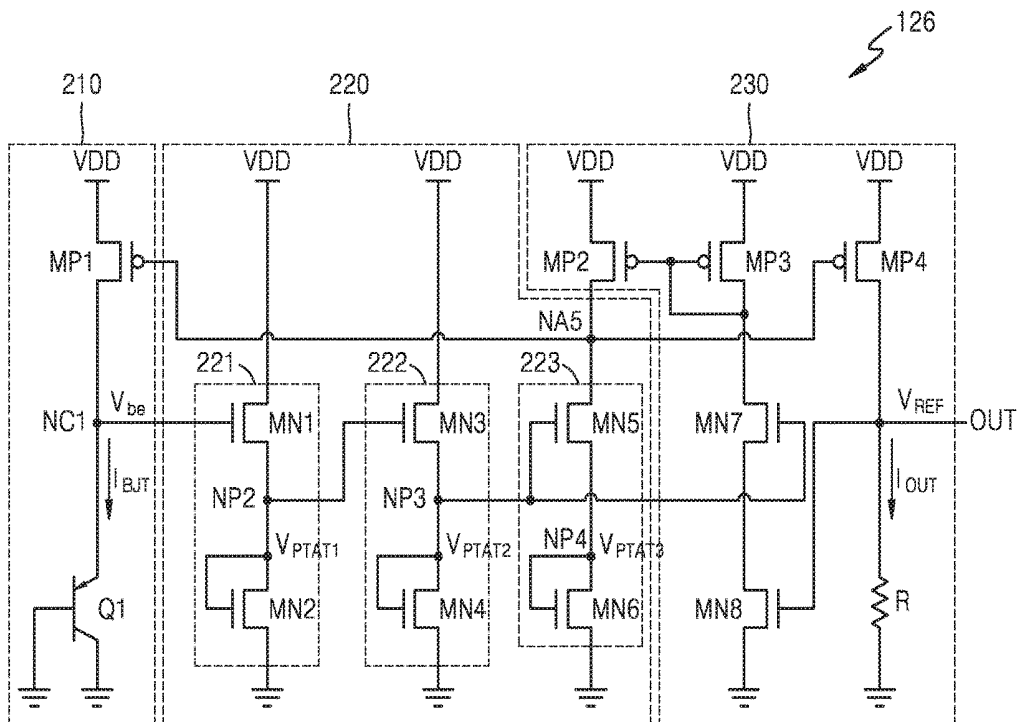 126
210 220 230
VDD VDD VDD VDD VDD VDD
MP1 MP2 MP3 MP4
NA5
221 222 223
NC1 Vbe MN1 MN3 MN5 MN7 VREF OUT
IBJT NP2 NP3 IOUT
VPTAT1 VPTAT2 NP4 VPTAT3
Q1 MN2 MN4 MN6 MN8 R